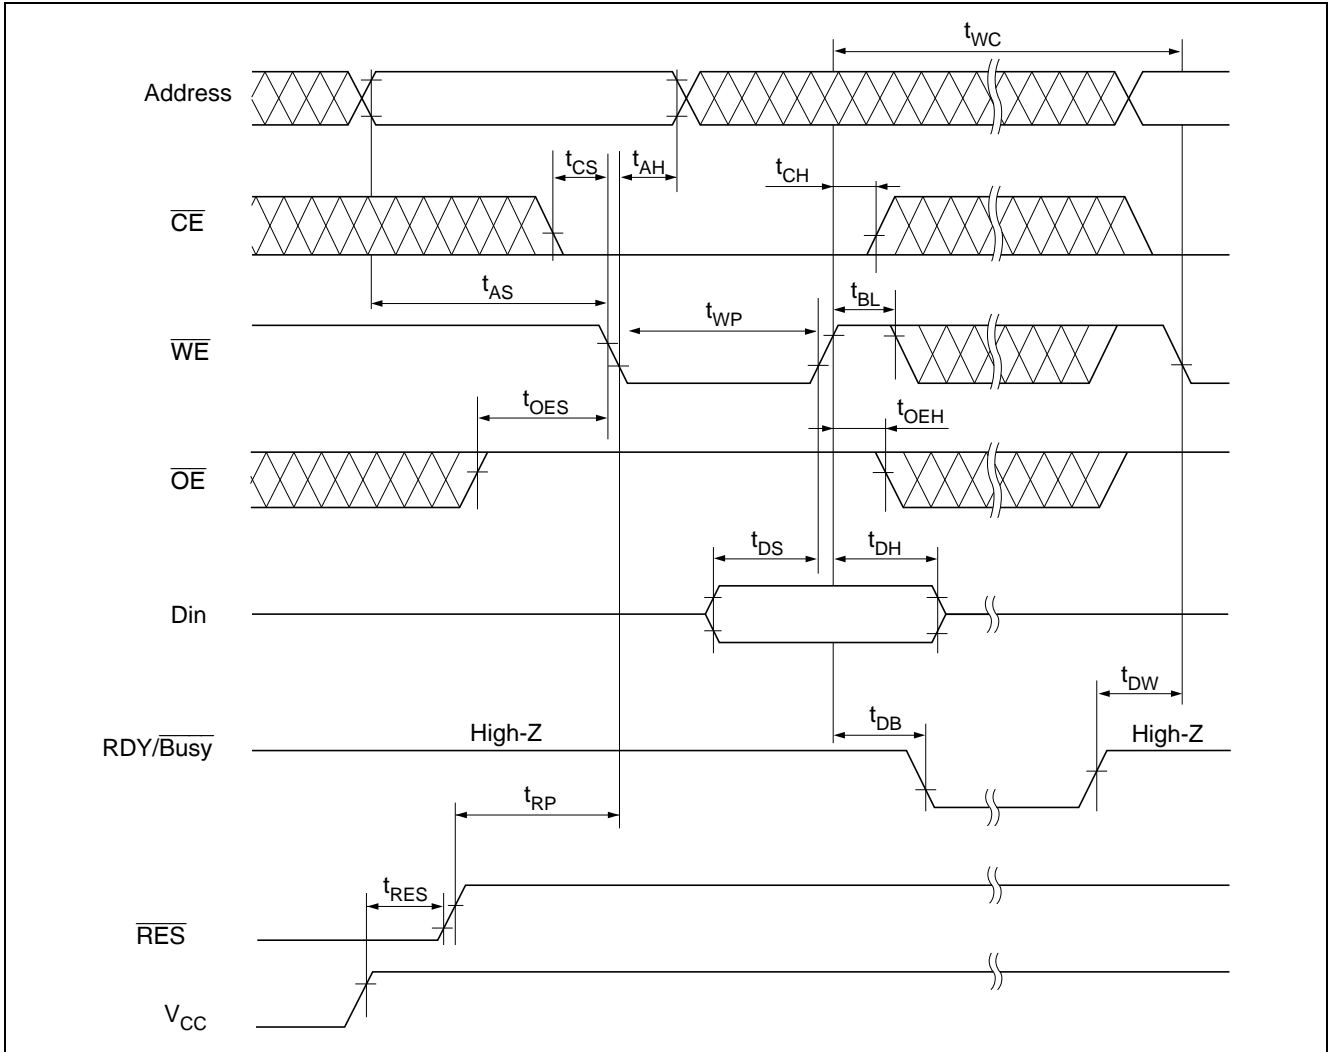 tWC
Address
tCS
tAH
tCH
CE
tAS
tBL
tWP
WE
tOES
tOEH
OE
tDS
tDH
Din
tDW
tDB
RDY/Busy
High-Z
High-Z
tRP
tRES
RES
VCC